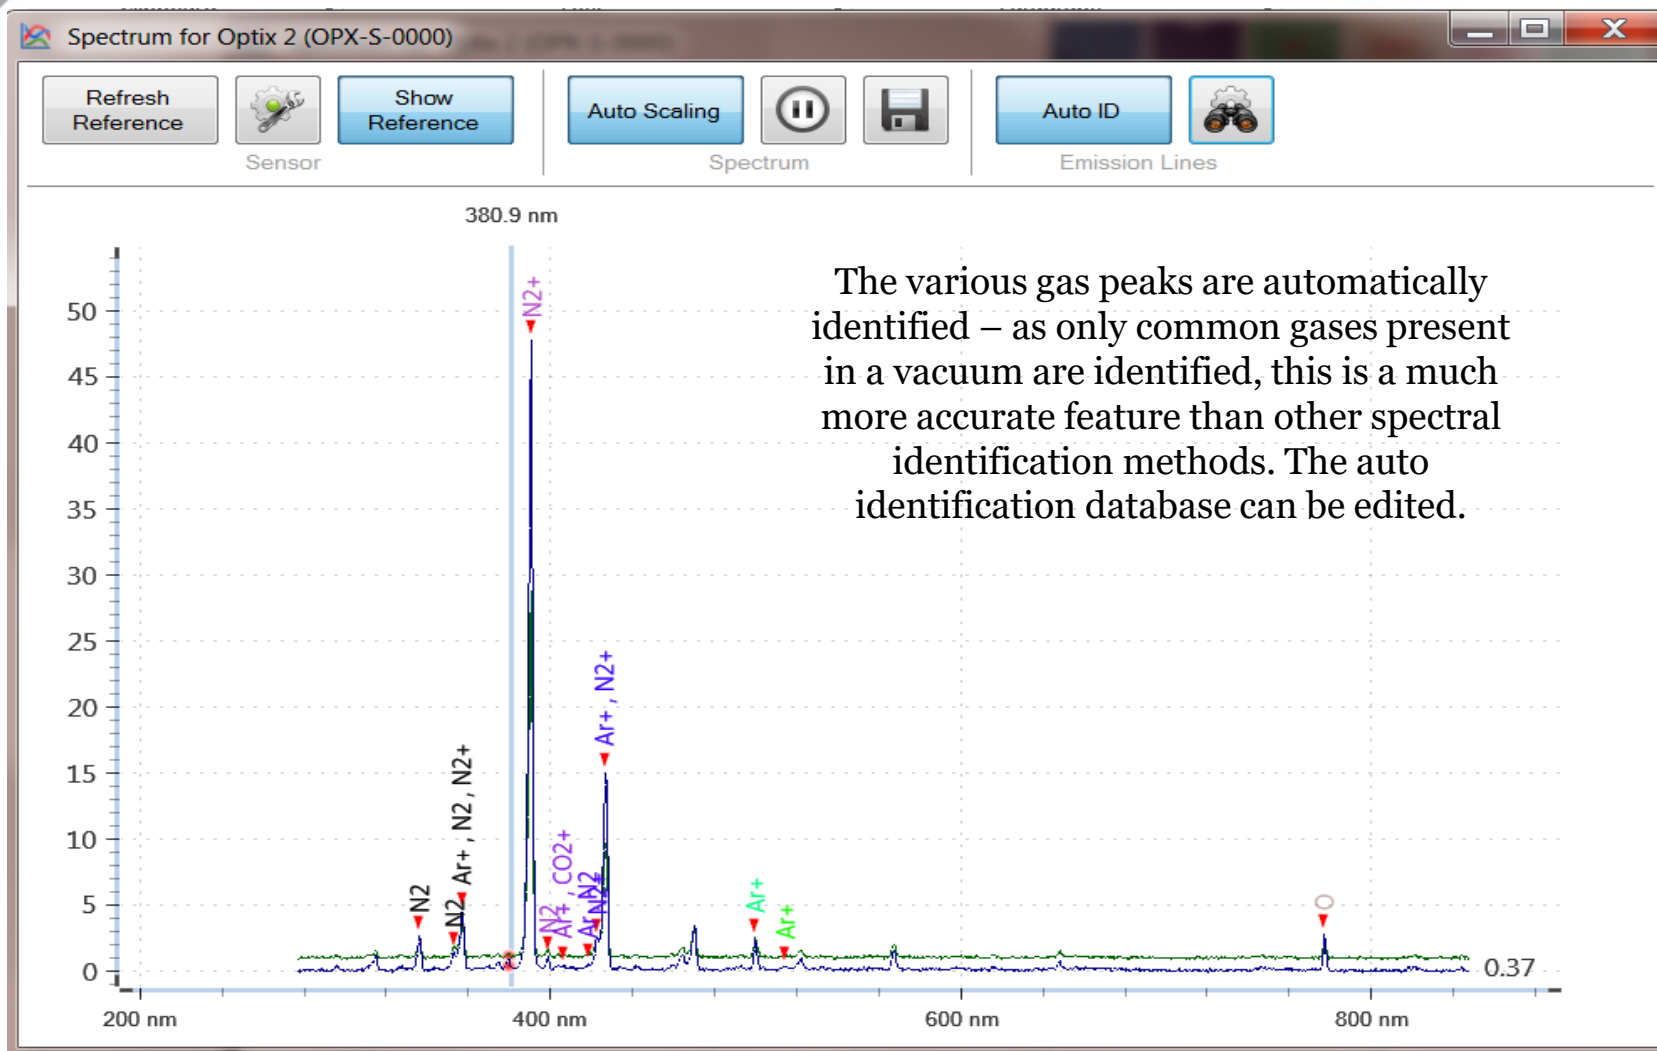 Spectrum for Optix 2 (OPX-S-0000)
Refresh
Reference
Show
Reference
Auto Scaling
Auto ID
Sensor
Spectrum
Emission Lines
380.9 nm
The various gas peaks are automatically
identified – as only common gases present
in a vacuum are identified, this is a much
more accurate feature than other spectral
identification methods. The auto
identification database can be edited.
50
45
40
35
30
25
20
15
10
5
0
N2
N2
Ar+ , N2 , N2+
N2+
N2
Ar+ , CO2+
N2+
Ar+ , N2+
Ar+
Ar+
O
0.37
200 nm
400 nm
600 nm
800 nm